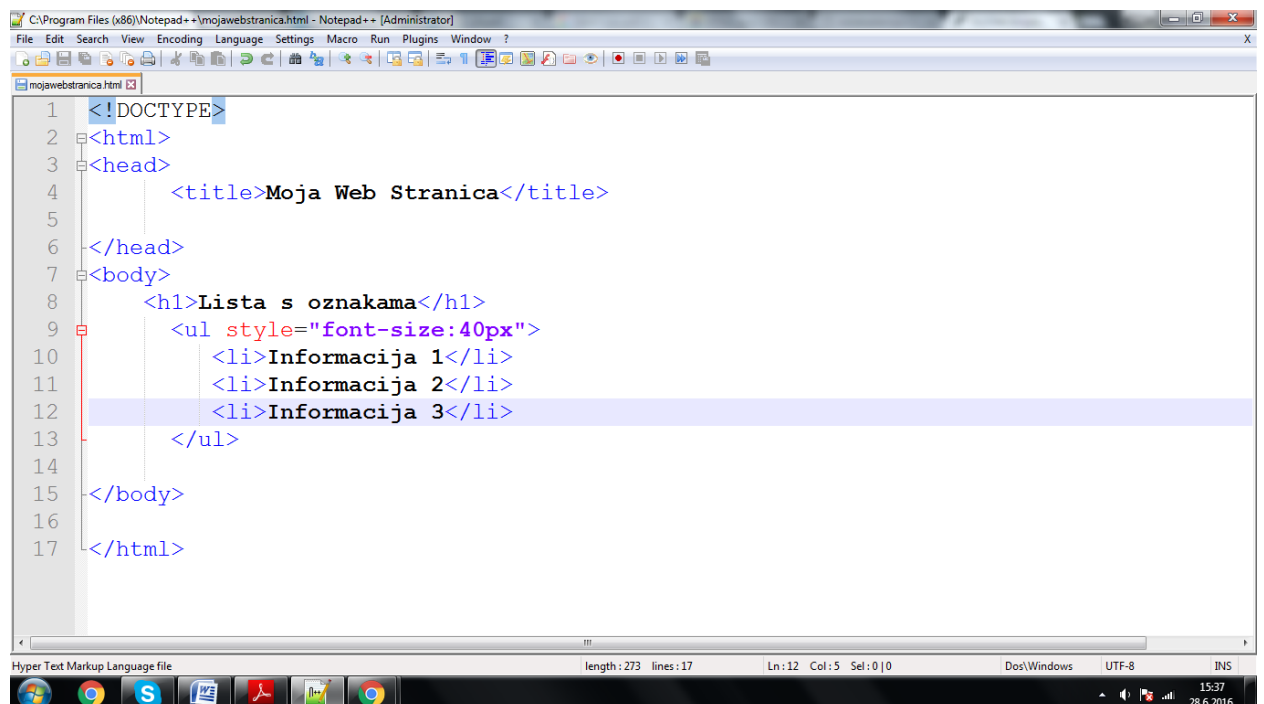 C:\Program Files (x86)\Notepad++\mojawebstranica.html - Notepad++ [Administrator]
File Edit Search View Encoding Language Settings Macro Run Plugins Window ? X
mojawebstranica.html
1 <!DOCTYPE>
2 <html>
3 <head>
4 <title>Moja Web Stranica</title>
5
6 </head>
7 <body>
8 <h1>Lista s oznakama</h1>
9 <ul style="font-size:40px">
10 <li>Informacija 1</li>
11 <li>Informacija 2</li>
12 <li>Informacija 3</li>
13 </ul>
14
15 </body>
16
17 </html>
Hyper Text Markup Language file length : 273 lines : 17 Ln : 12 Col : 5 Sel : 0 | 0 Dos\Windows UTF-8 INS
15:37
28.6.2016